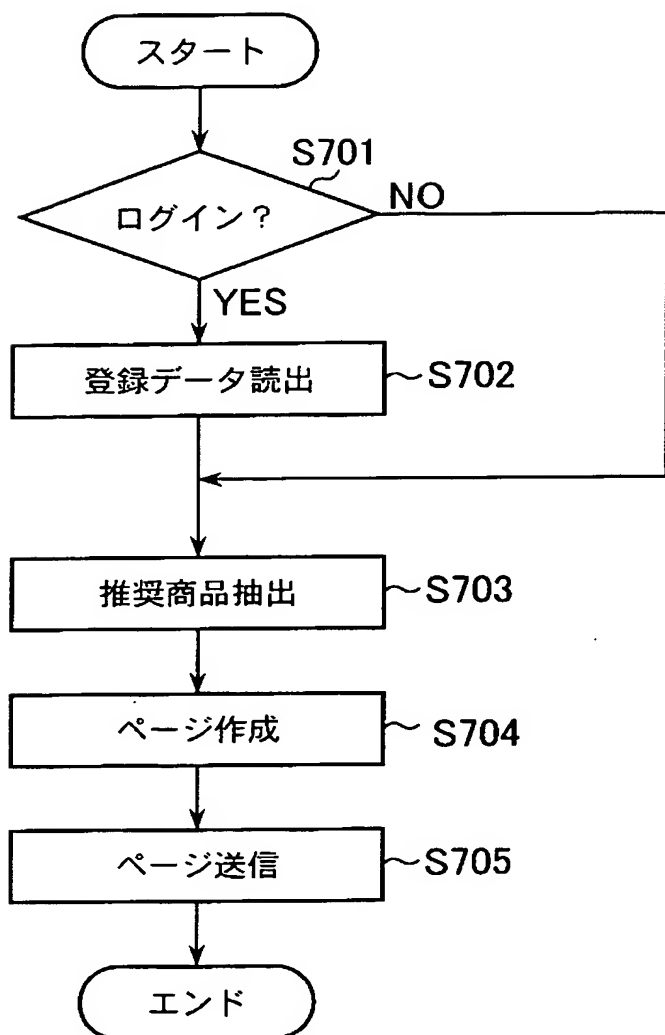 スタート
S701
ログイン？
NO
YES
登録データ読出
S702
推奨商品抽出
S703
ページ作成
S704
ページ送信
S705
エンド